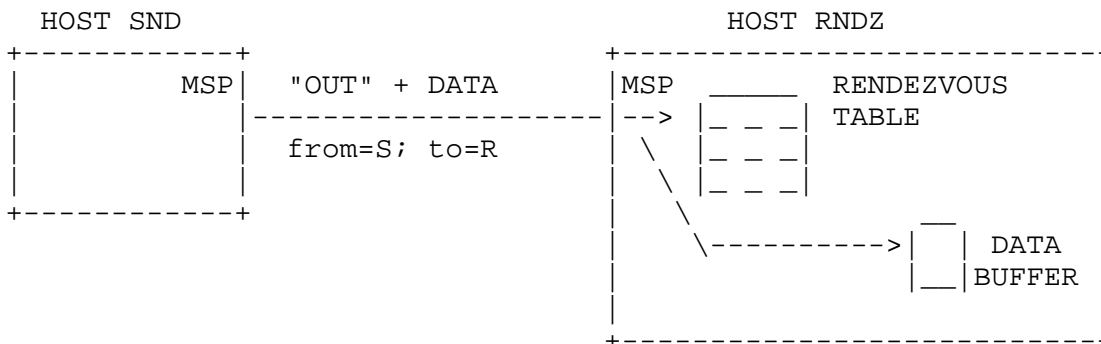 HOST SND HOST RNDZ
MSP "OUT" + DATA MSP RENDEZVOUS
--> TABLE
from=S; to=R
DATA
BUFFER